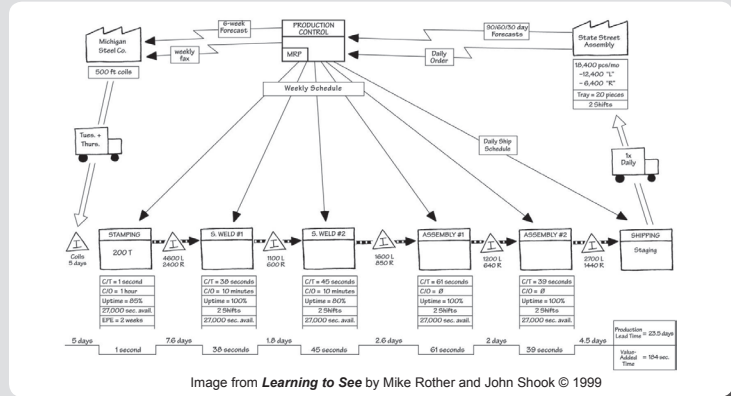 Michigan
Steel Co.
500 ft coils
6-week
Forecast
weekly
fax
PRODUCTION
CONTROL
MRP
90/60/30 day
Forecasts
Daily
Order
State Street
Assembly
18,400 pcs/mo
-12,400 "L"
- 6,400 "R"
Tray = 20 pieces
2 Shifts
Weekly Schedule
Tues. +
Thurs.
Daily Ship
Schedule
1x
Daily
I
Coils
5 days
STAMPING
200 T
C/T = 1 second
C/O = 1 hour
Uptime = 85%
27,000 sec. avail.
EPE = 2 weeks
I
4600 L
2400 R
S. WELD #1
C/T = 38 seconds
C/O = 10 minutes
Uptime = 100%
2 Shifts
27,000 sec. avail.
I
1100 L
600 R
S. WELD #2
C/T = 45 seconds
C/O = 10 minutes
Uptime = 80%
2 Shifts
27,000 sec. avail.
I
1600 L
850 R
ASSEMBLY #1
C/T = 61 seconds
C/O = Ø
Uptime = 100%
2 Shifts
27,000 sec. avail.
I
1200 L
640 R
ASSEMBLY #2
C/T = 39 seconds
C/O = Ø
Uptime = 100%
2 Shifts
27,000 sec. avail.
I
2700 L
1440 R
SHIPPING
Staging
5 days
1 second
7.6 days
38 seconds
1.8 days
45 seconds
2.6 days
61 seconds
2 days
39 seconds
4.5 days
Production
Lead Time = 23.5 days
Value-
Added = 184 sec.
Time
Image from Learning to See by Mike Rother and John Shook © 1999